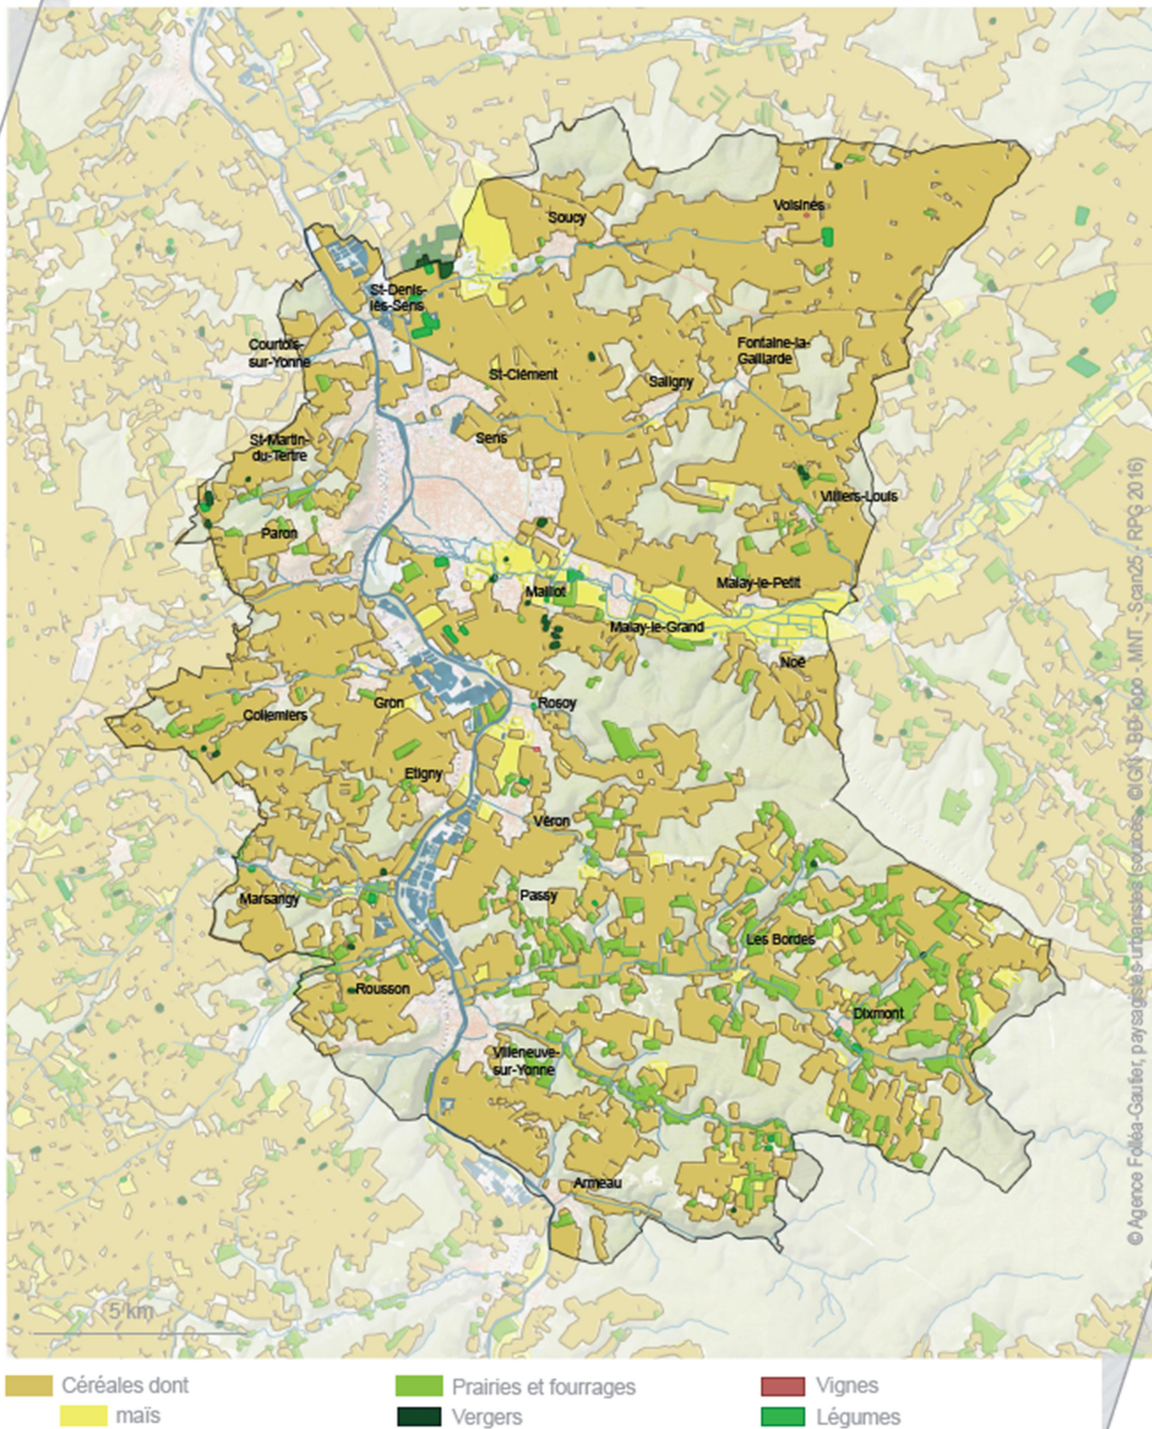 Soucy
Voisines
St-Denis-
lès-Sens
Courtois-
sur-Yonne
Fontaine-la-
Gaillarde
St-Clément
Saligny
Sens
St-Martin-
du-Tertre
Villiers-Louis
Paron
Malay-le-Petit
Maillot
Malay-le-Grand
Noé
Gron
Rosoy
Collemiers
Etigny
Véron
Marsangy
Passy
Les Bordes
Rousson
Dixmont
Villeneuve-
sur-Yonne
Armeau
5 km
© Agence Folléa-Gautier, paysagistes urbanistes (sources : ©IGN - BD Topo - MNT - Scan25 - RPG 2016)
Céréales dont
maïs
Prairies et fourrages
Vergers
Vignes
Légumes